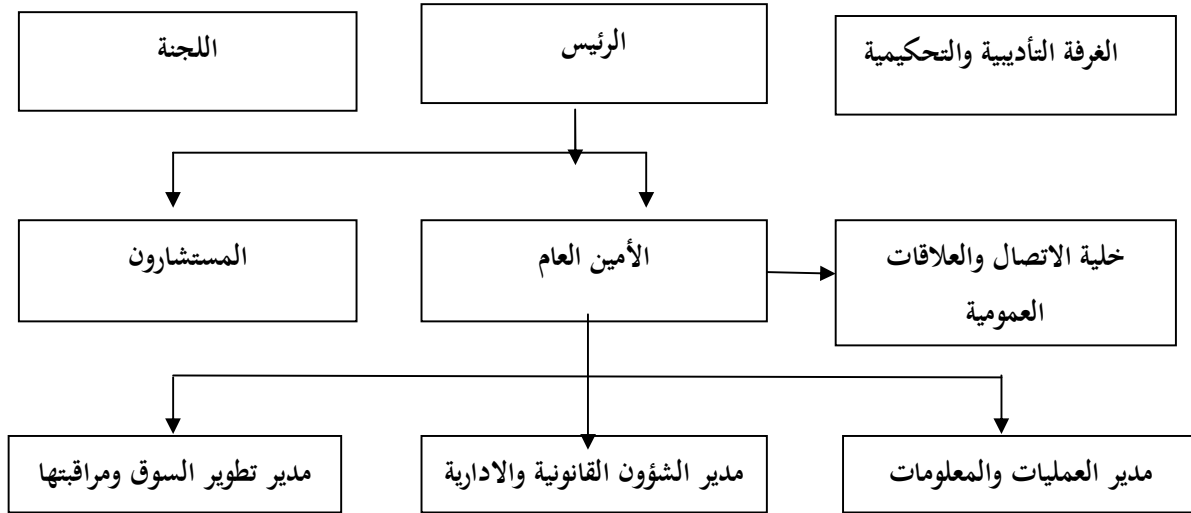 الغرفة التأديبية والتحكيمية
الرئيس
اللجنة
خلية الاتصال والعلاقات
العمومية
الأمين العام
المستشارون
مدير العمليات والمعلومات
مدير الشؤون القانونية والادارية
مدير تطوير السوق ومراقبتها